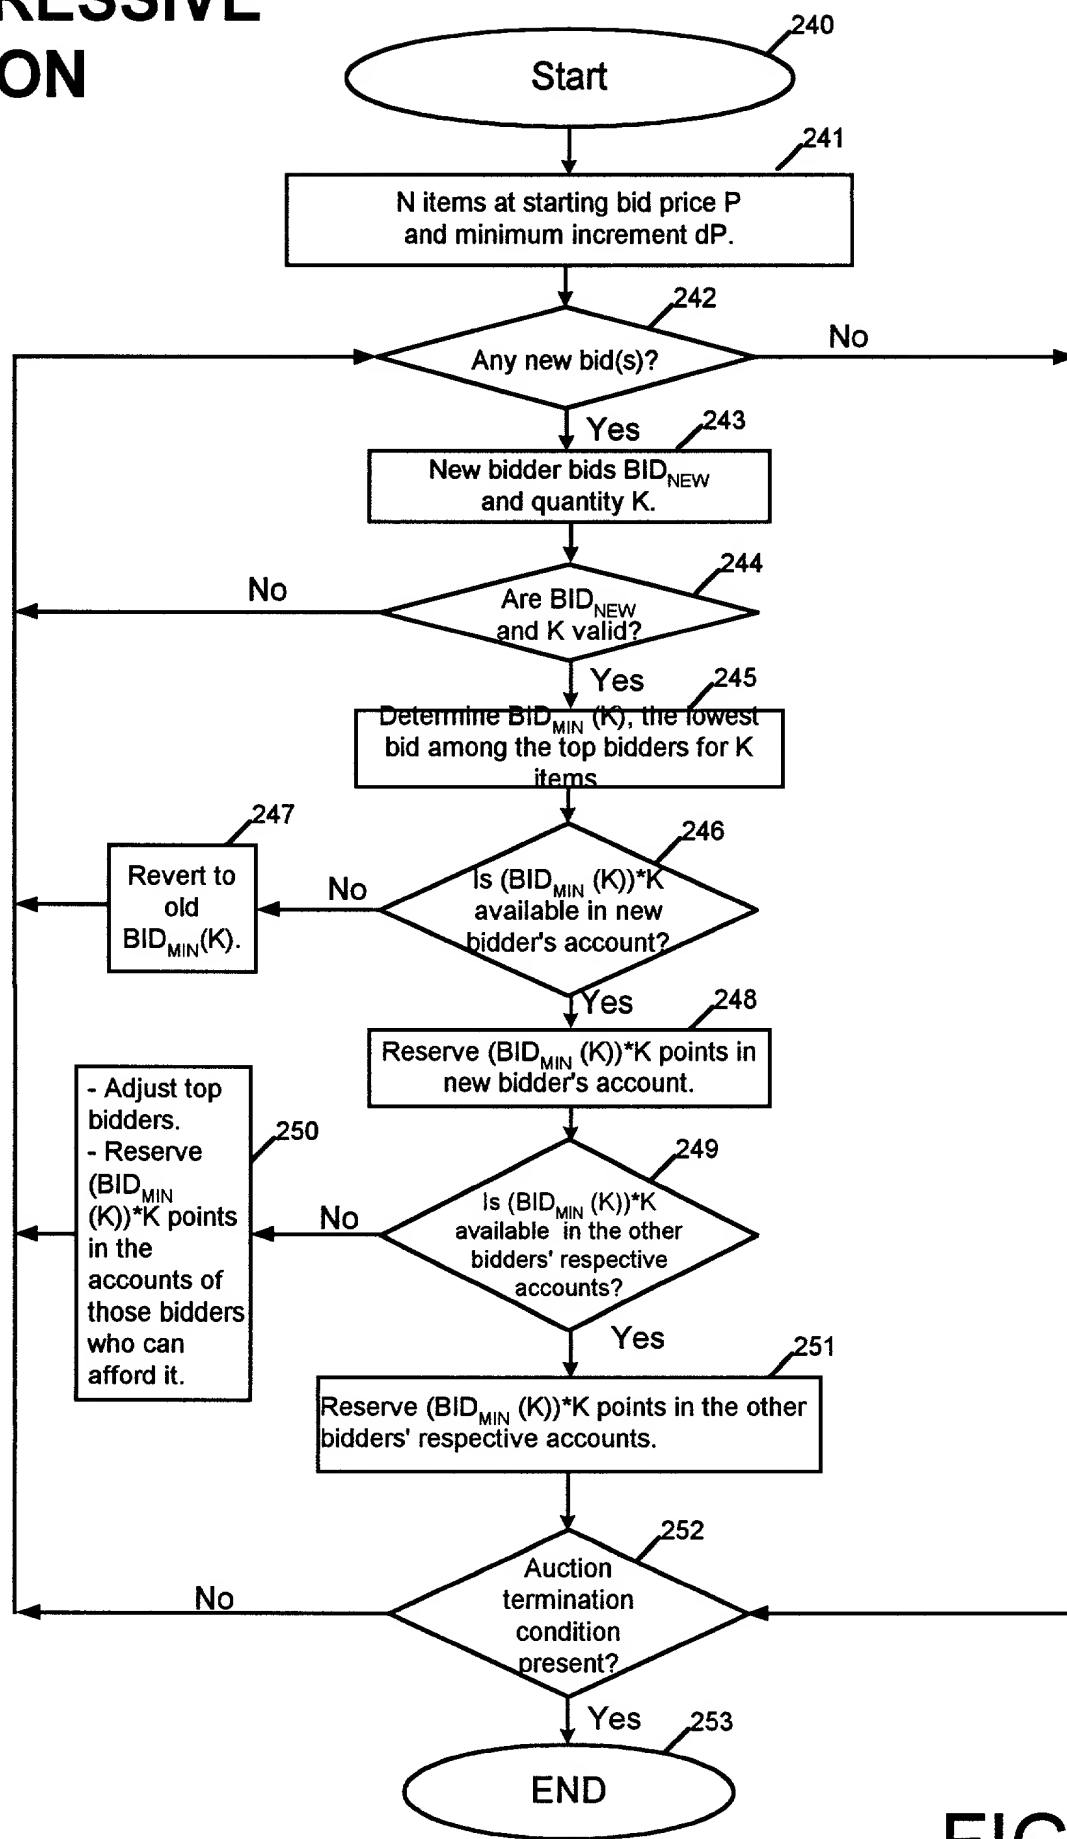 RESSIVE
ON
240
Start
241
N items at starting bid price P
and minimum increment dP.
242
Any new bid(s)?
No
Yes
243
New bidder bids BID_NEW
and quantity K.
244
No
Are BID_NEW
and K valid?
Yes
245
Determine BID_MIN (K), the lowest
bid among the top bidders for K
items
247
246
Revert to
old
BID_MIN(K).
No
Is (BID_MIN (K))*K
available in new
bidder's account?
Yes
248
Reserve (BID_MIN (K))*K points in
new bidder's account.
- Adjust top
bidders.
- Reserve
(BID_MIN
(K))*K points
in the
accounts of
those bidders
who can
afford it.
250
249
No
Is (BID_MIN (K))*K
available in the other
bidders' respective
accounts?
Yes
251
Reserve (BID_MIN (K))*K points in the other
bidders' respective accounts.
252
No
Auction
termination
condition
present?
Yes
253
END
FIG